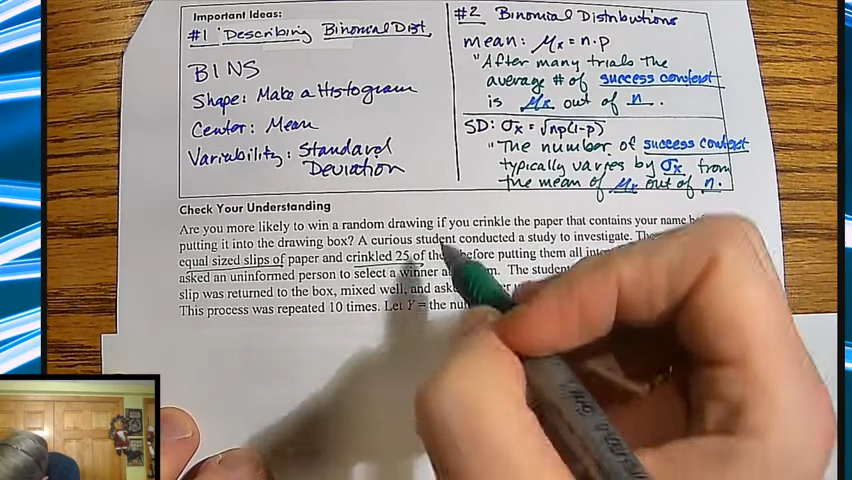 Important Ideas:
#1 Describing Binomial Dist.
BINS
Shape: Make a Histogram
Center: Mean
Variability: Standard
Deviation
#2 Binomial Distributions
mean: μx = n·p
"After many trials the
average # of success context
is μx out of n.
SD: σx = √np(1-p)
"The number of success context
typically varies by σx from
the mean of μx out of n.
Check Your Understanding
Are you more likely to win a random drawing if you crinkle the paper that contains your name
putting it into the drawing box? A curious student conducted a study to investigate.
equal sized slips of paper and crinkled 25 of before putting them all
asked an uninformed person to select a winner The student
slip was returned to the box, mixed well, and
This process was repeated 10 times. Let Y = the